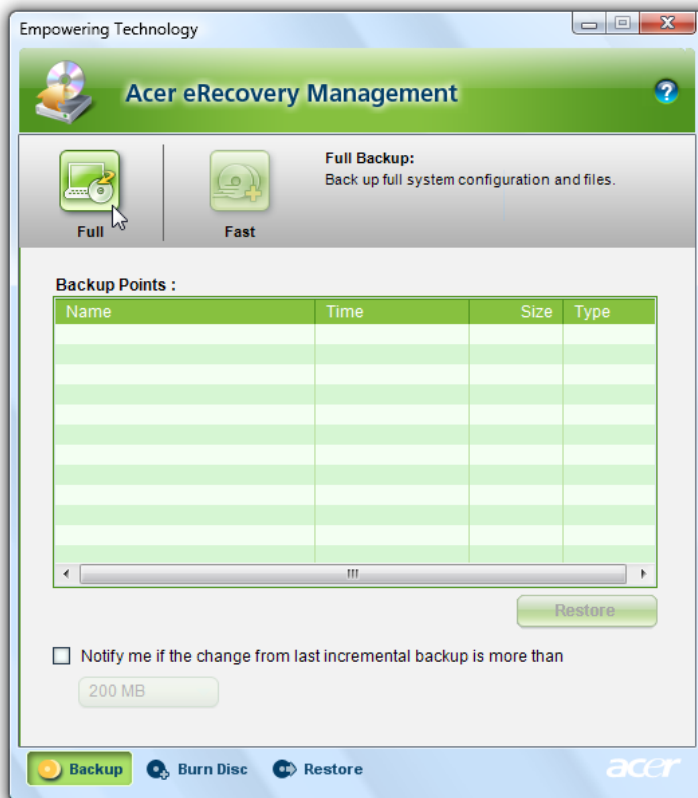 Empowering Technology
Acer eRecovery Management
?
Full Backup:
Back up full system configuration and files.
Full
Fast
Backup Points :
Name Time Size Type
Restore
Notify me if the change from last incremental backup is more than
200 MB
Backup Burn Disc Restore
acer